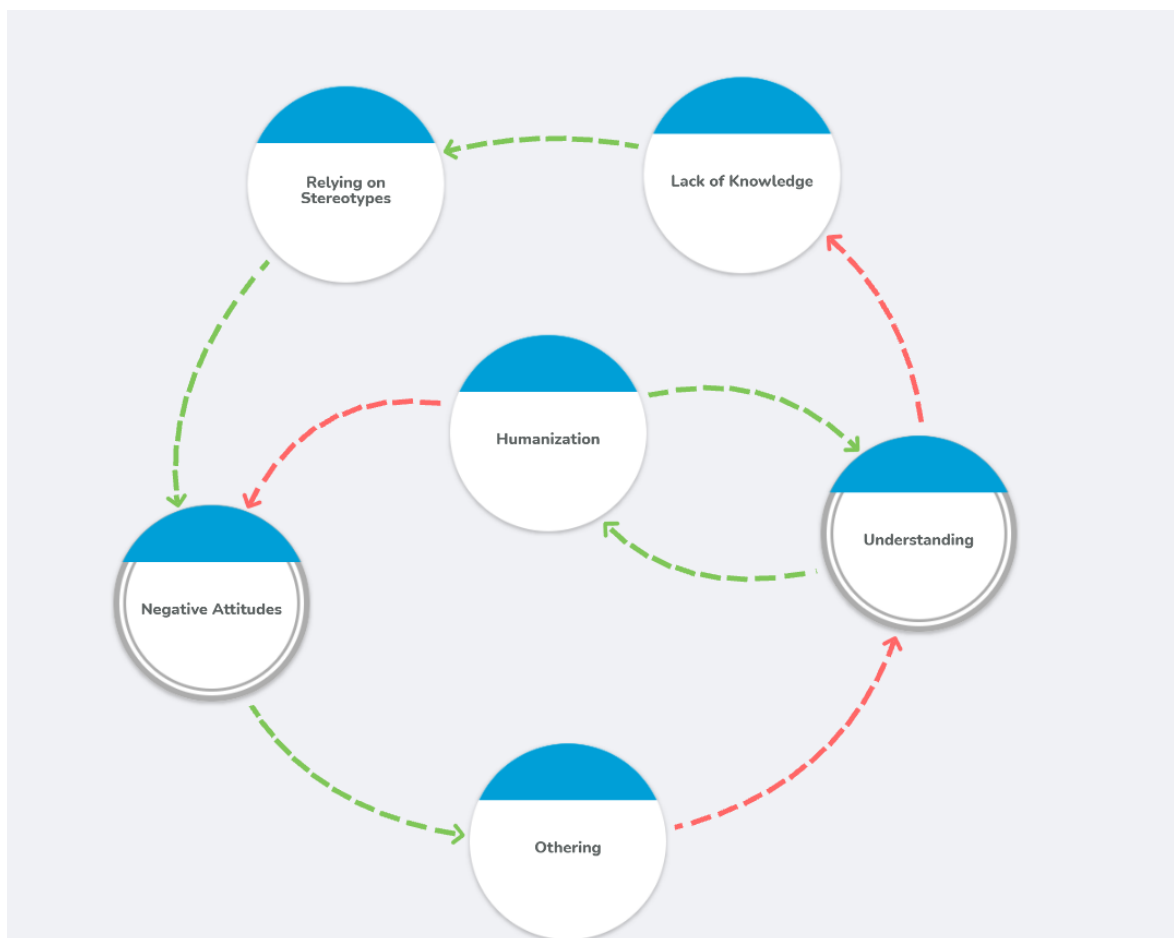 Relying on
Stereotypes
Lack of Knowledge
Humanization
Understanding
Negative Attitudes
Othering